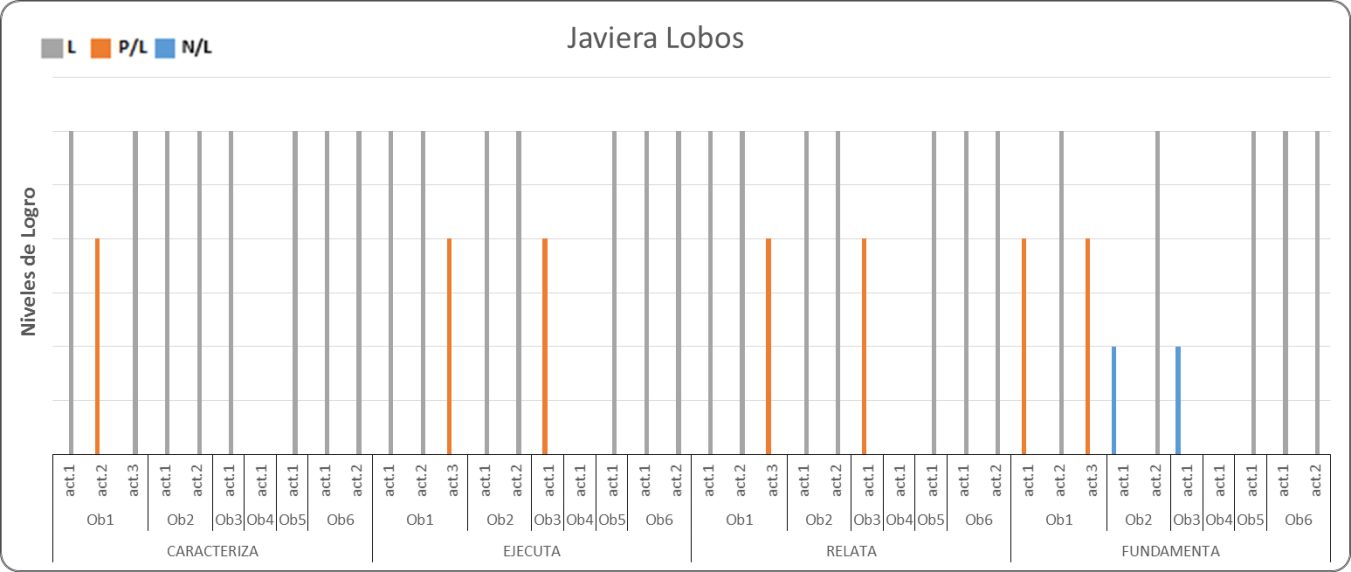 Javiera Lobos
L P/L N/L
Niveles de Logro
act.1 act.2 act.3 act.1 act.2 act.1 act.1 act.1 act.1 act.2 act.1 act.2 act.3 act.1 act.2 act.1 act.1 act.1 act.1 act.2 act.1 act.2 act.3 act.1 act.2 act.1 act.1 act.1 act.1 act.2 act.1 act.2 act.3 act.1 act.2 act.1 act.1 act.1 act.1 act.2
Ob1 Ob2 Ob3 Ob4 Ob5 Ob6 Ob1 Ob2 Ob3 Ob4 Ob5 Ob6 Ob1 Ob2 Ob3 Ob4 Ob5 Ob6 Ob1 Ob2 Ob3 Ob4 Ob5 Ob6
CARACTERIZA EJECUTA RELATA FUNDAMENTA